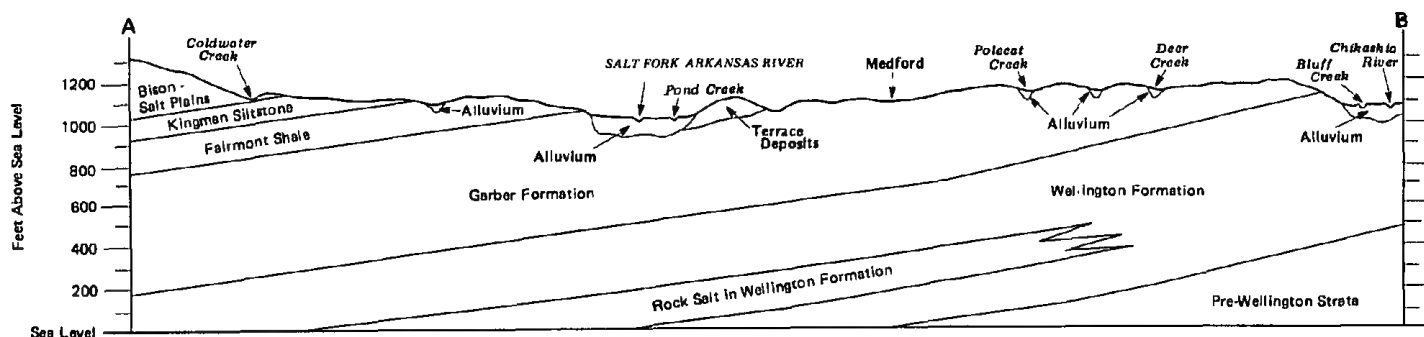 A
B
Coldwater
Creek
SALT FORK ARKANSAS RIVER
Pond Creek
Medford
Polecat
Creek
Deer
Creek
Bluff
Creek
Chikashia
River
1200
1000
800
600
400
200
Sea Level
Feet Above Sea Level
Bison -
Salt Plains
Kingman Siltstone
Fairmont Shale
Alluvium
Alluvium
Terrace
Deposits
Alluvium
Alluvium
Garber Formation
Wellington Formation
Rock Salt in Wellington Formation
Pre-Wellington Strata